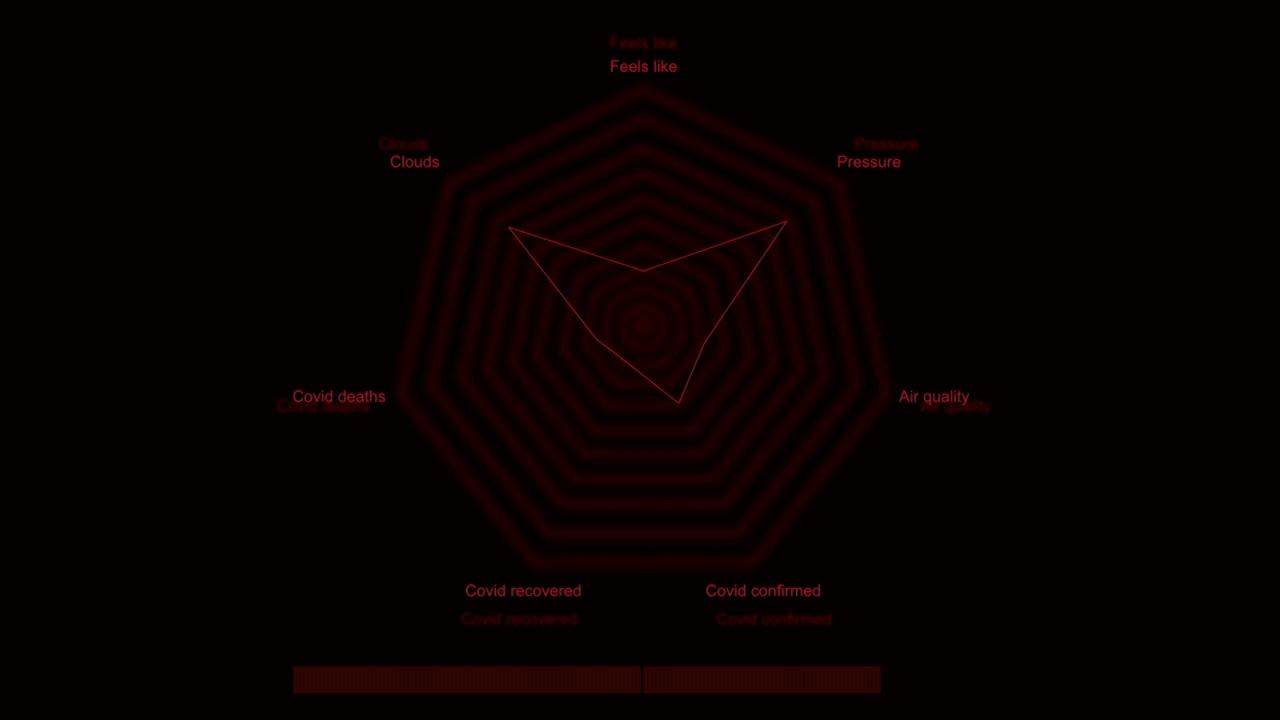 Feels like
Feels like
Clouds
Pressure
Clouds
Pressure
Covid deaths
Air quality
Covid deaths
Air quality
Covid recovered
Covid confirmed
Covid recovered
Covid confirmed